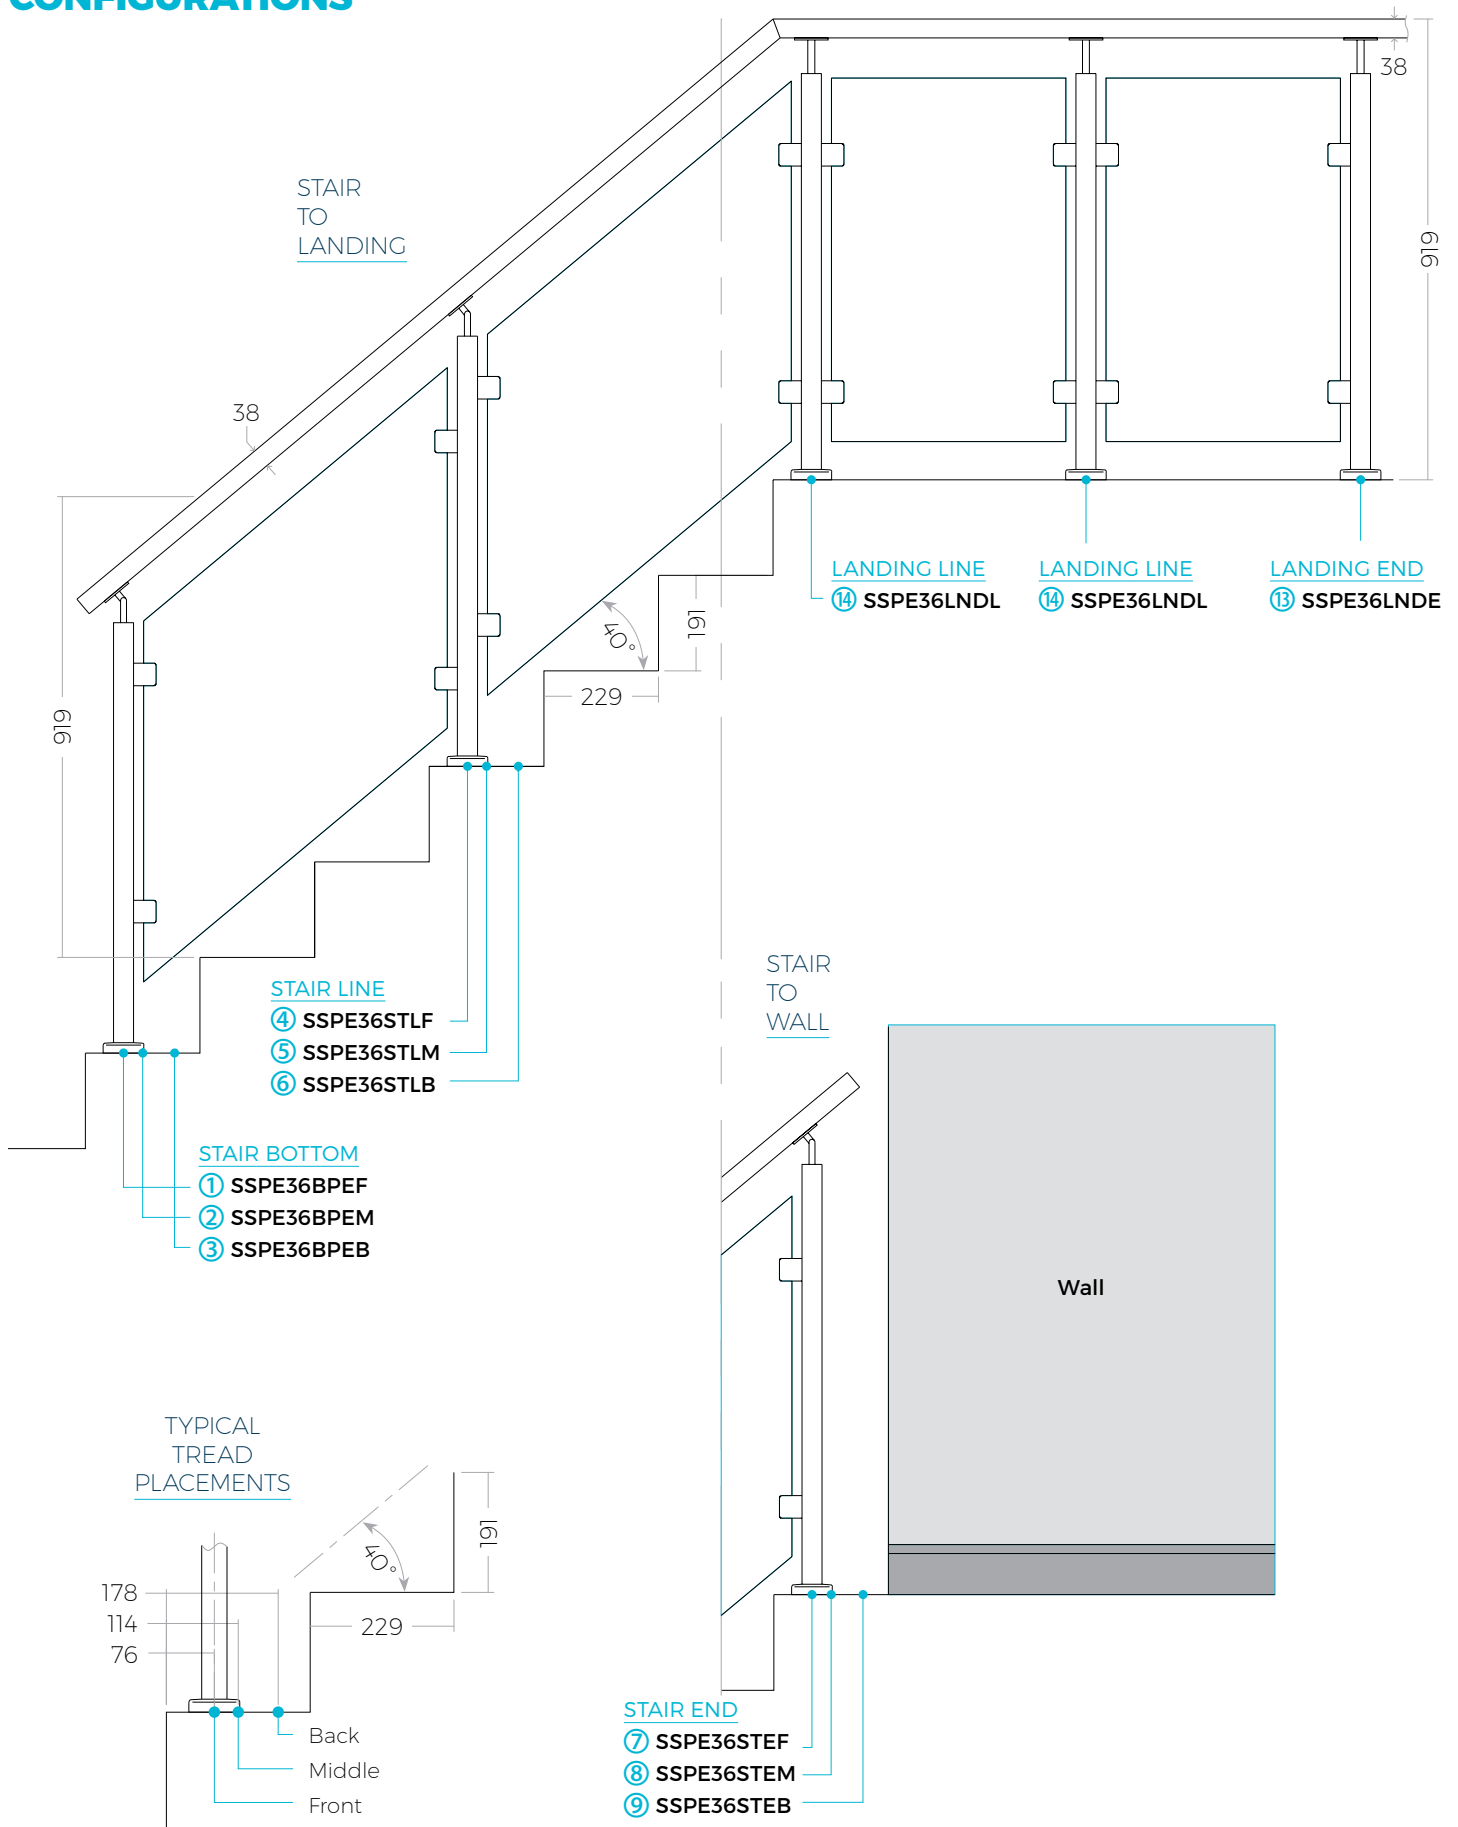 CONFIGURATIONS
38
STAIR
TO
LANDING
919
38
LANDING LINE
⑭ SSPE36LNDL
LANDING LINE
⑭ SSPE36LNDL
LANDING END
⑬ SSPE36LNDE
40°
191
229
919
STAIR LINE
④ SSPE36STLF
⑤ SSPE36STLM
⑥ SSPE36STLB
STAIR
TO
WALL
STAIR BOTTOM
① SSPE36BPEF
② SSPE36BPEM
③ SSPE36BPEB
Wall
TYPICAL
TREAD
PLACEMENTS
40°
191
178
114
76
229
Back
Middle
Front
STAIR END
⑦ SSPE36STEF
⑧ SSPE36STEM
⑨ SSPE36STEB